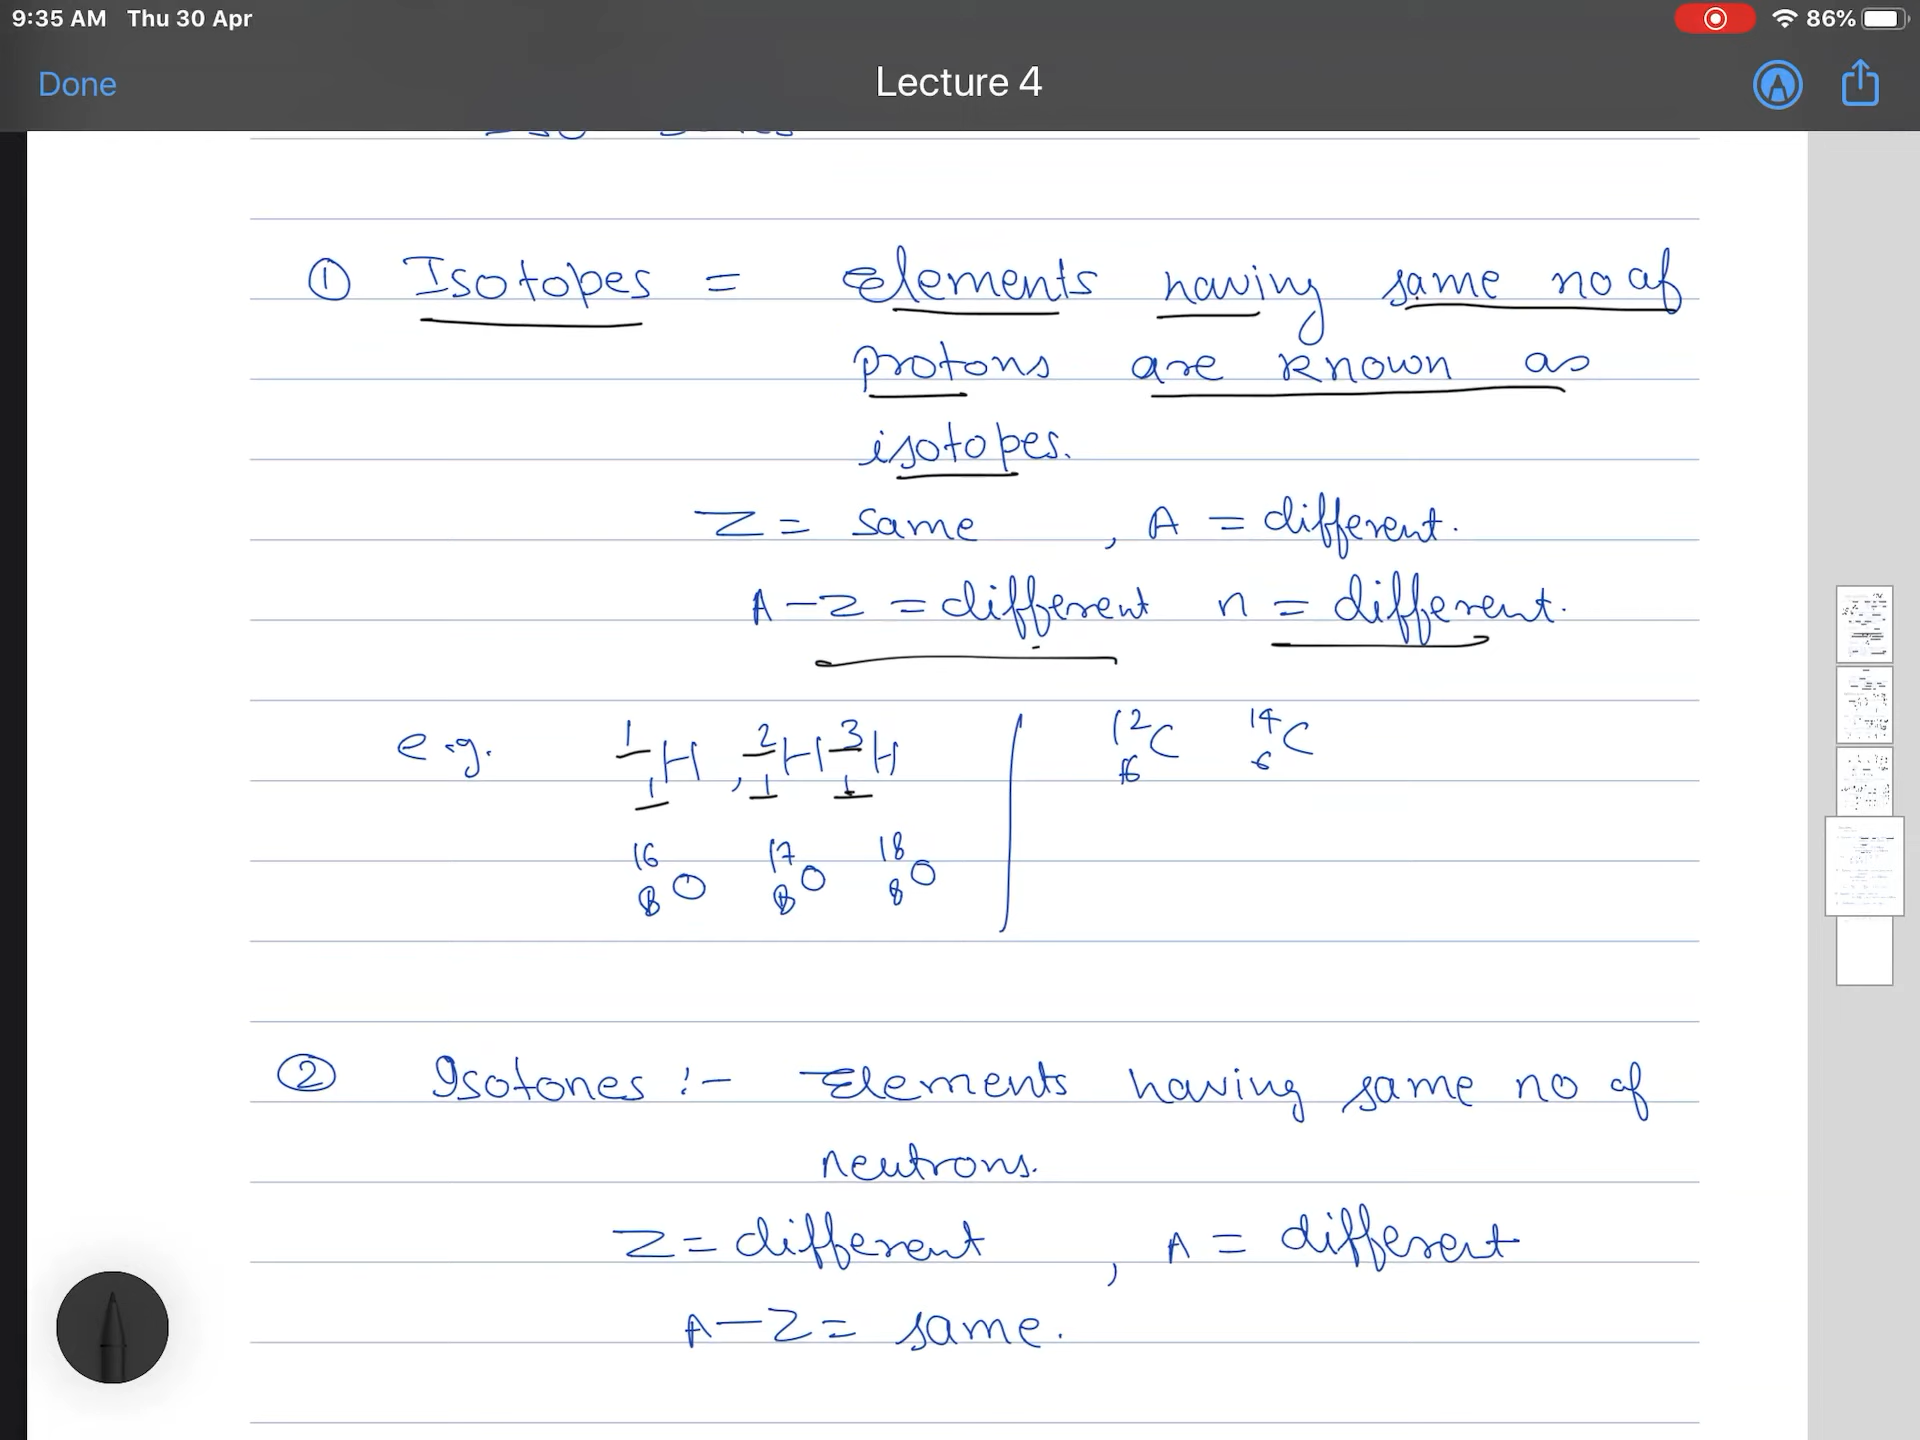 9:35 AM Thu 30 Apr 86%
Done Lecture 4
① Isotopes = Elements having same no of
protons are known as
isotopes.
Z = same , A = different.
A-Z = different n = different.
e.g. ¹₁H , ²₁H ³₁H | ¹²₆C ¹⁴₆C
¹⁶₈O ¹⁷₈O ¹⁸₈O
② Isotones :- Elements having same no of
neutrons.
Z = different , A = different
A-Z = same.